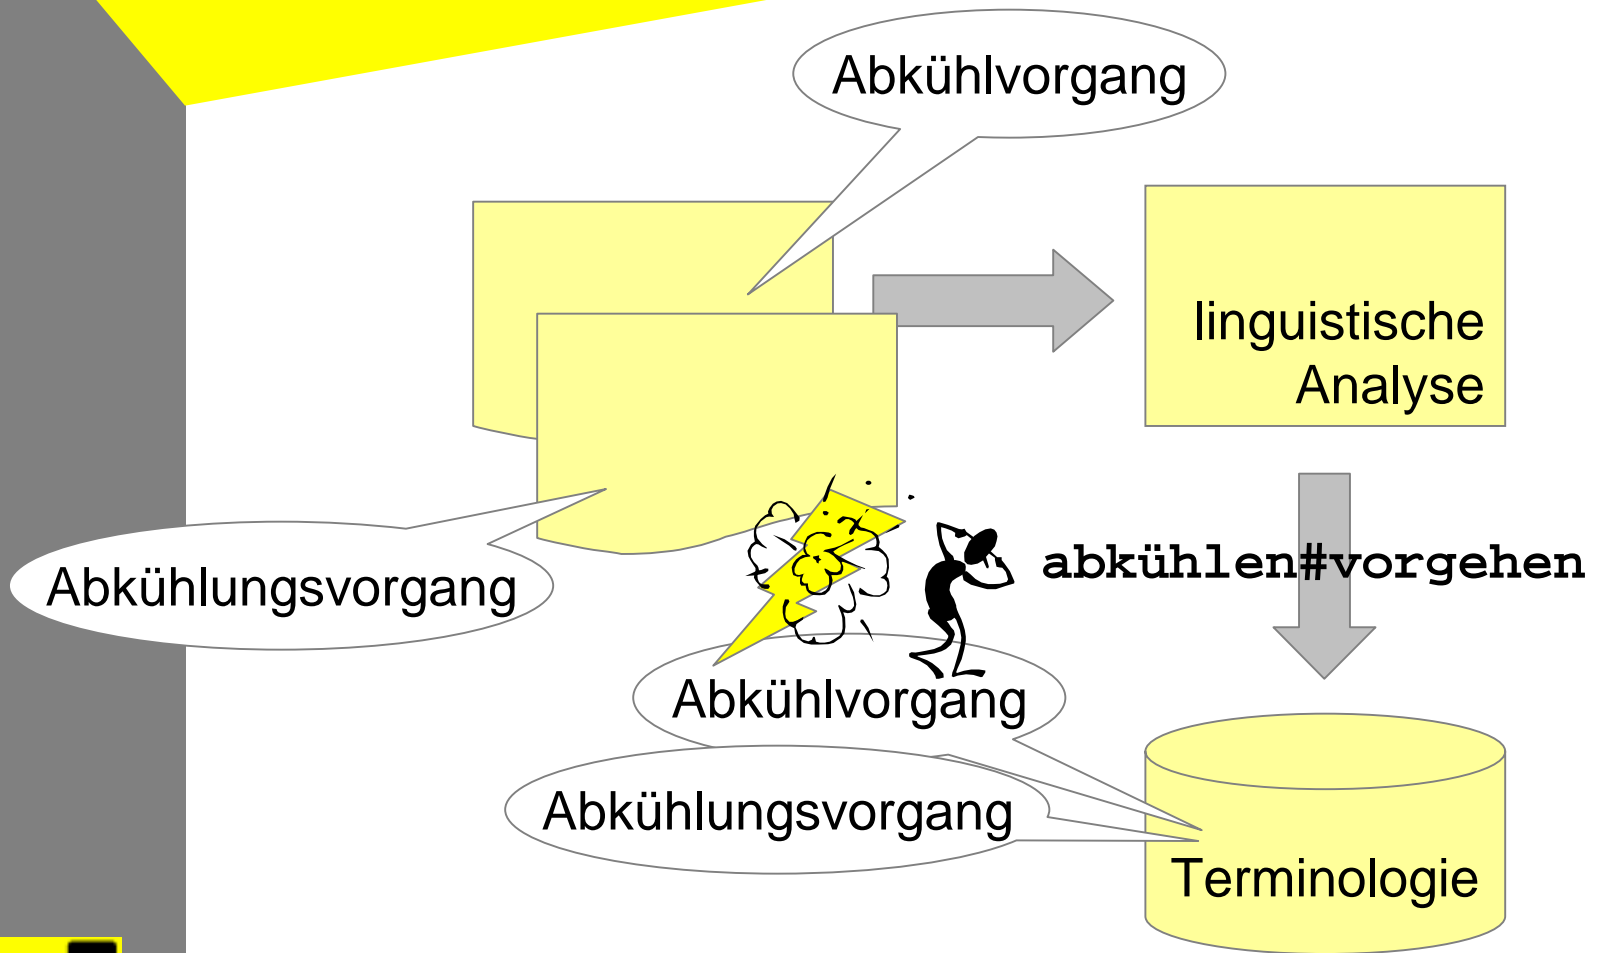 Abkühlvorgang
linguistische
Analyse
Abkühlungsvorgang
abkühlen#vorgehen
Abkühlvorgang
Abkühlungsvorgang
Terminologie